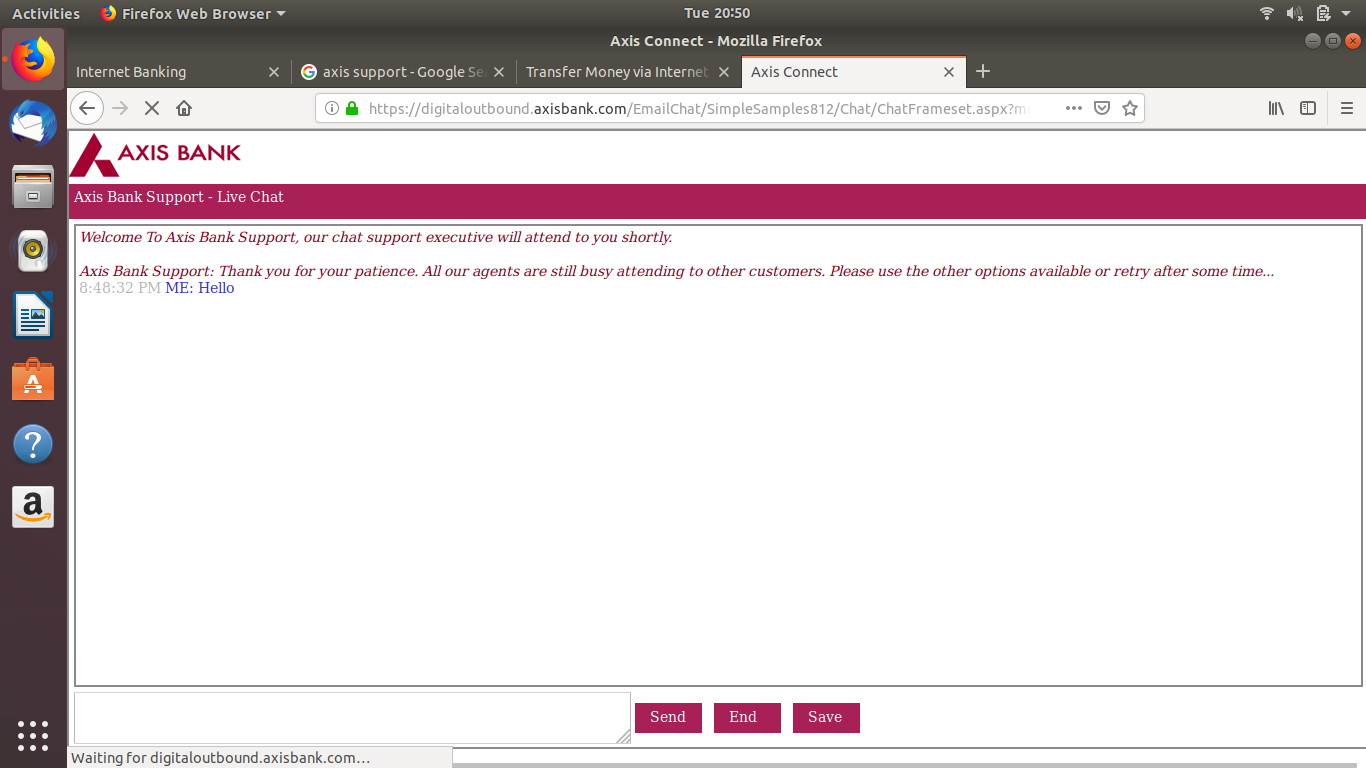 Activities
Firefox Web Browser
Tue 20:50
Axis Connect - Mozilla Firefox
Internet Banking
axis support - Google Se
Transfer Money via Internet
Axis Connect
https://digitaloutbound.axisbank.com/EmailChat/SimpleSamples812/Chat/ChatFrameset.aspx?m
AXIS BANK
Axis Bank Support - Live Chat
Welcome To Axis Bank Support, our chat support executive will attend to you shortly.
Axis Bank Support: Thank you for your patience. All our agents are still busy attending to other customers. Please use the other options available or retry after some time...
8:48:32 PM ME: Hello
Send
End
Save
Waiting for digitaloutbound.axisbank.com…